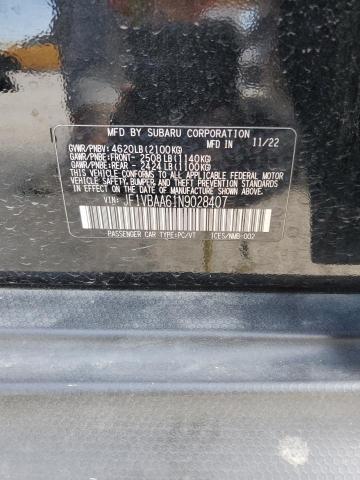 MFD BY SUBARU CORPORATION
GVWR/PNBV: 4620LB(2100KG) MFD IN 11/22
GAWR/PNBE:FRONT- 2508LB(1140KG)
GAWR/PNBE:REAR - 2424LB(1100KG)
THIS VEHICLE CONFORMS TO ALL APPLICABLE FEDERAL MOTOR
VEHICLE SAFETY, BUMPER, AND THEFT PREVENTION STANDARDS
IN EFFECT ON THE DATE OF MANUFACTURE SHOWN ABOVE.
VIN: JF1VBAA61N9028407
PASSENGER CAR TYPE:PC/VT ICES/NMB-002